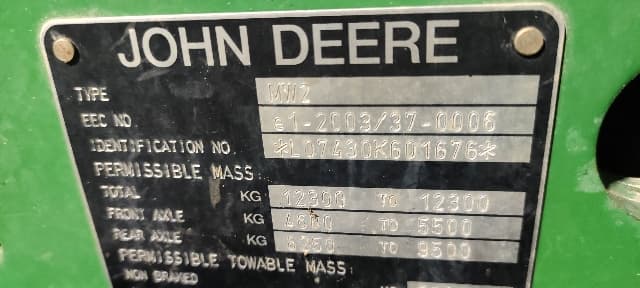 JOHN DEERE
TYPE MW2
EEC NO e1-2003/37-0006
IDENTIFICATION NO. *L07430K601676*
PERMISSIBLE MASS:
TOTAL KG 12300 TO 12300
FRONT AXLE KG TO 5500
REAR AXLE KG TO 9500
PERMISSIBLE TOWABLE MASS:
NON BRAKED